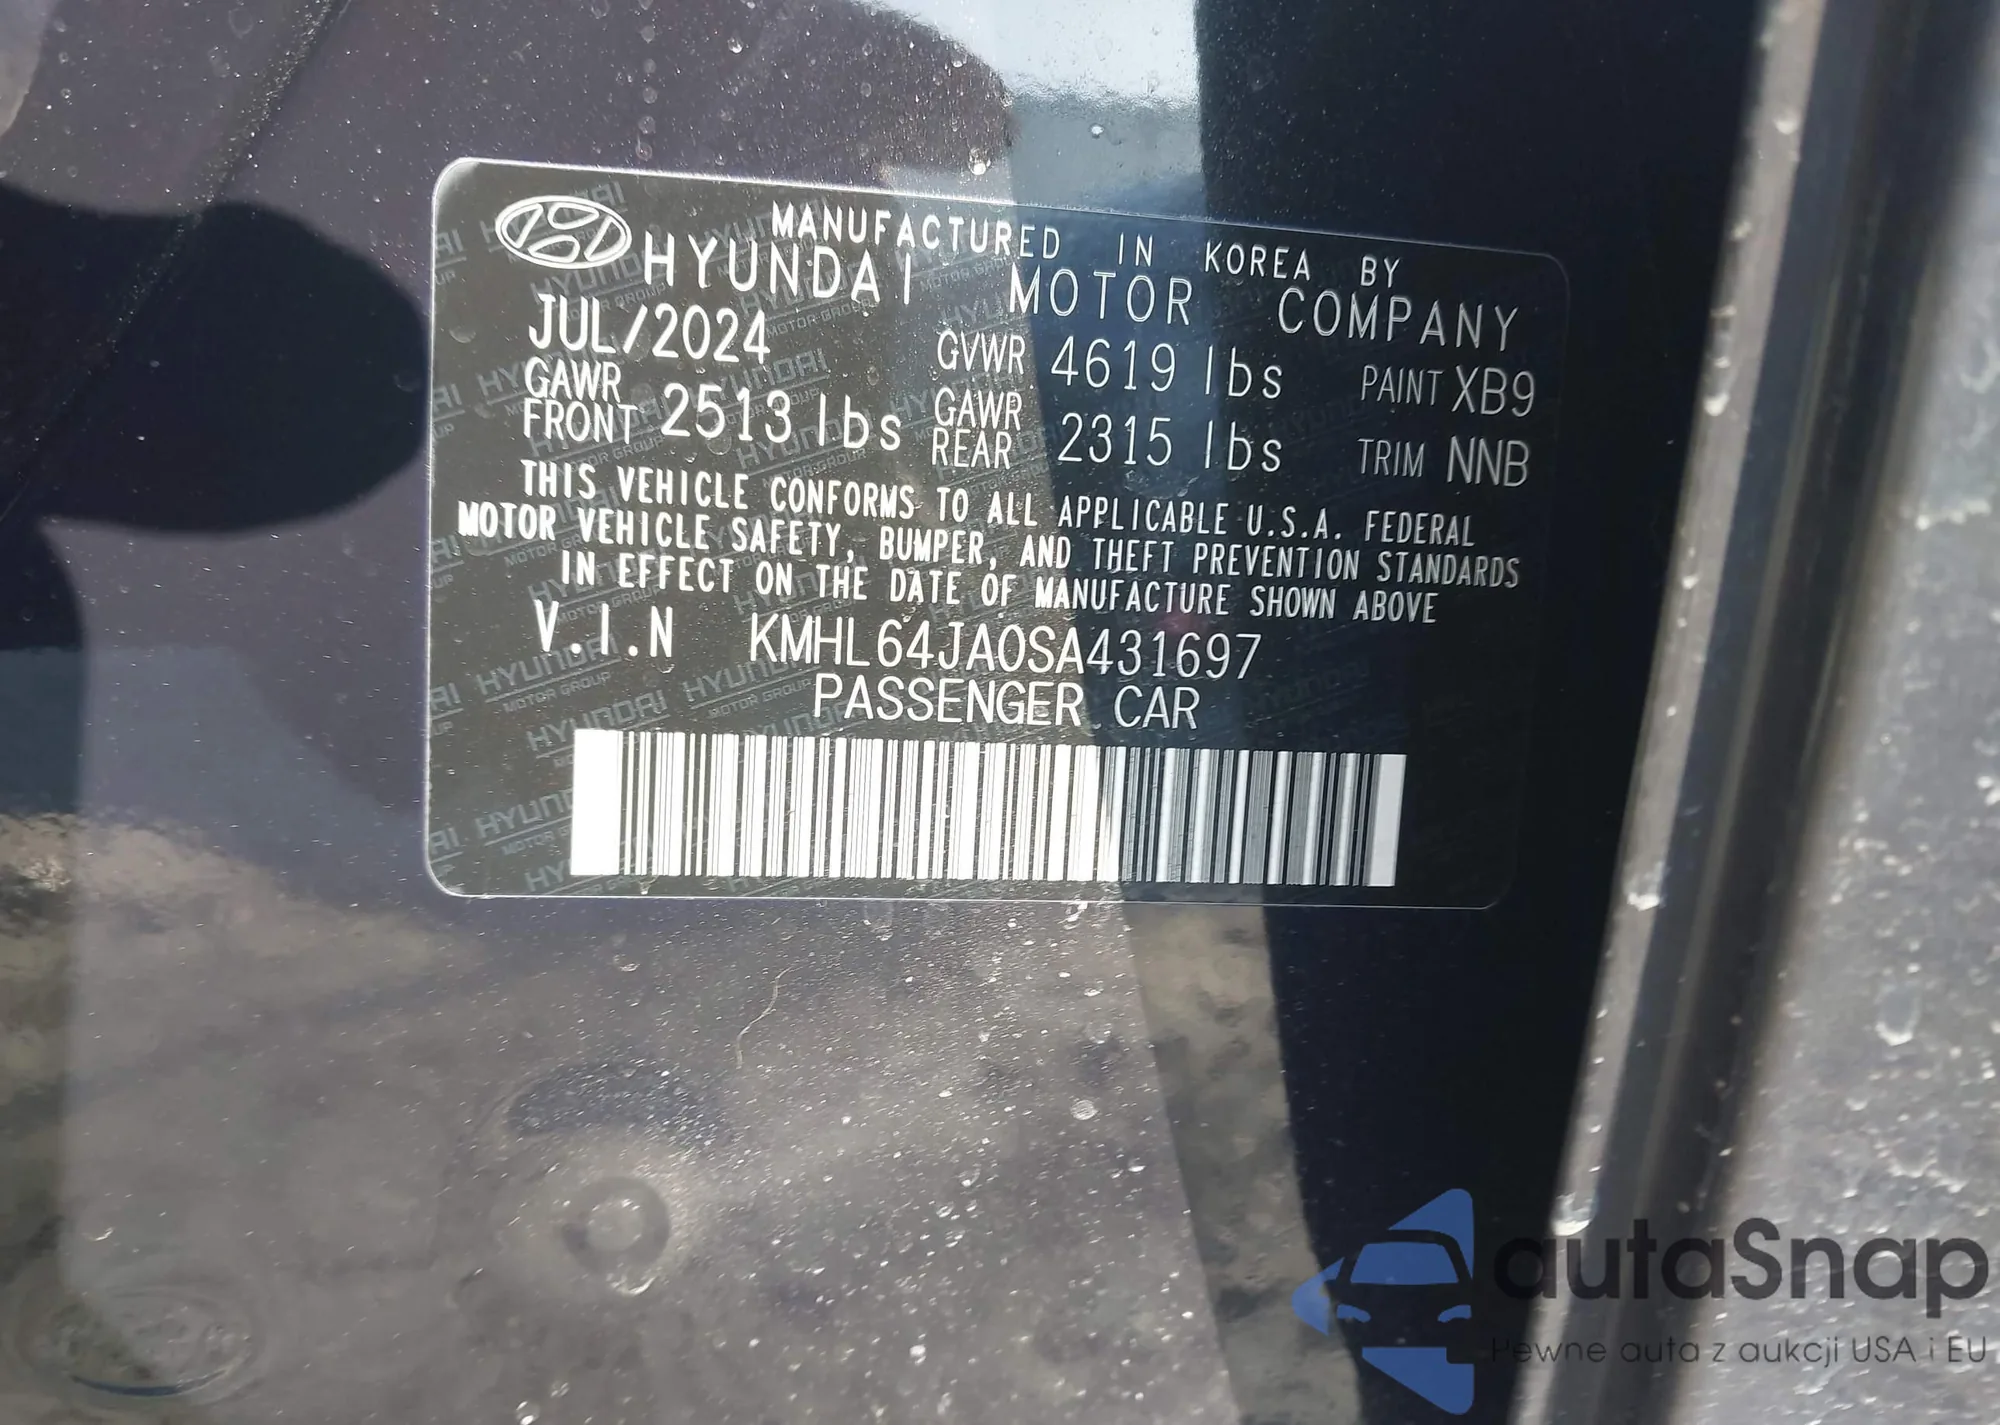 MANUFACTURED IN KOREA BY
HYUNDAI MOTOR COMPANY
JUL/2024 GVWR 4619 lbs PAINT XB9
GAWR FRONT 2513 lbs GAWR REAR 2315 lbs TRIM NNB
THIS VEHICLE CONFORMS TO ALL APPLICABLE U.S.A. FEDERAL
MOTOR VEHICLE SAFETY, BUMPER, AND THEFT PREVENTION STANDARDS
IN EFFECT ON THE DATE OF MANUFACTURE SHOWN ABOVE
V.I.N KMHL64JA0SA431697
PASSENGER CAR
autaSnap
Pewne auta z aukcji USA i EU